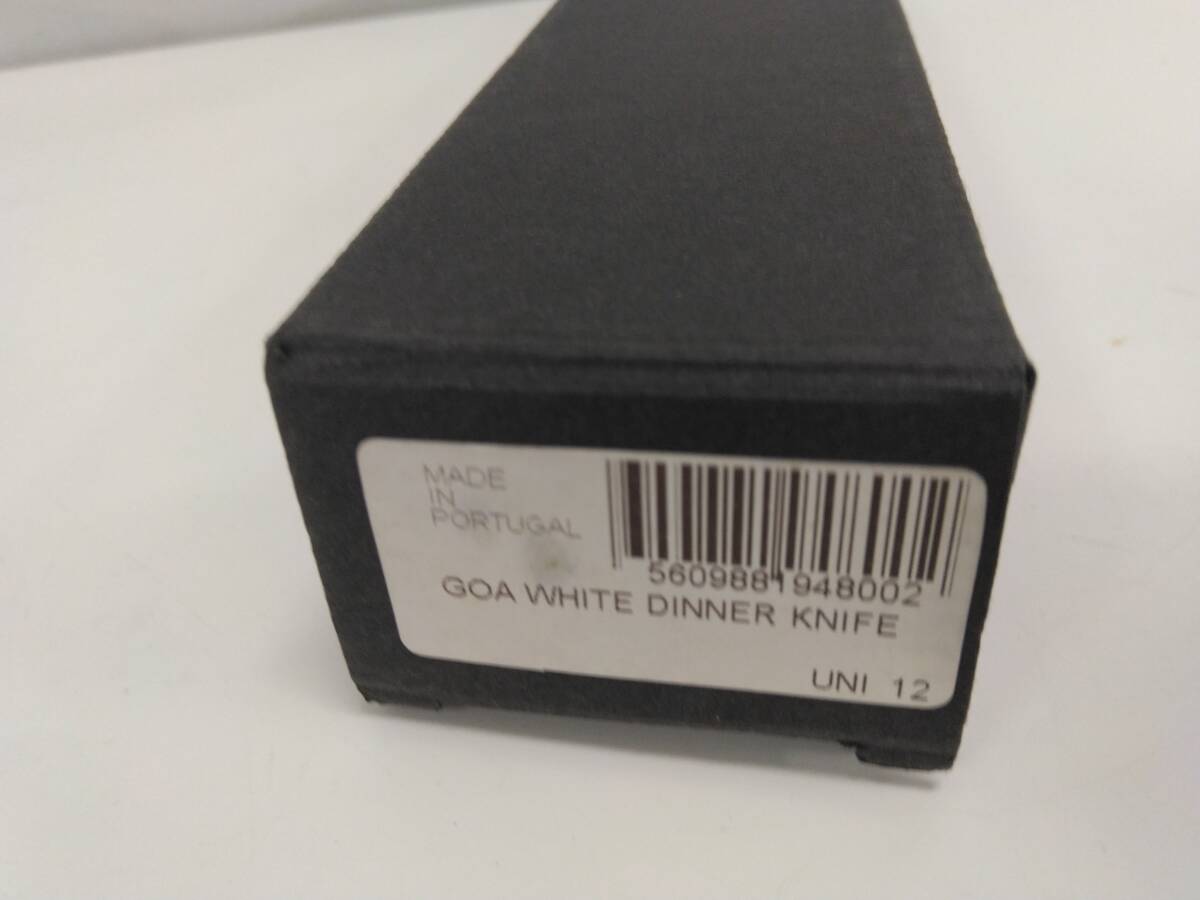 MADE
IN
PORTUGAL
5609881948002
GOA WHITE DINNER KNIFE
UNI 12